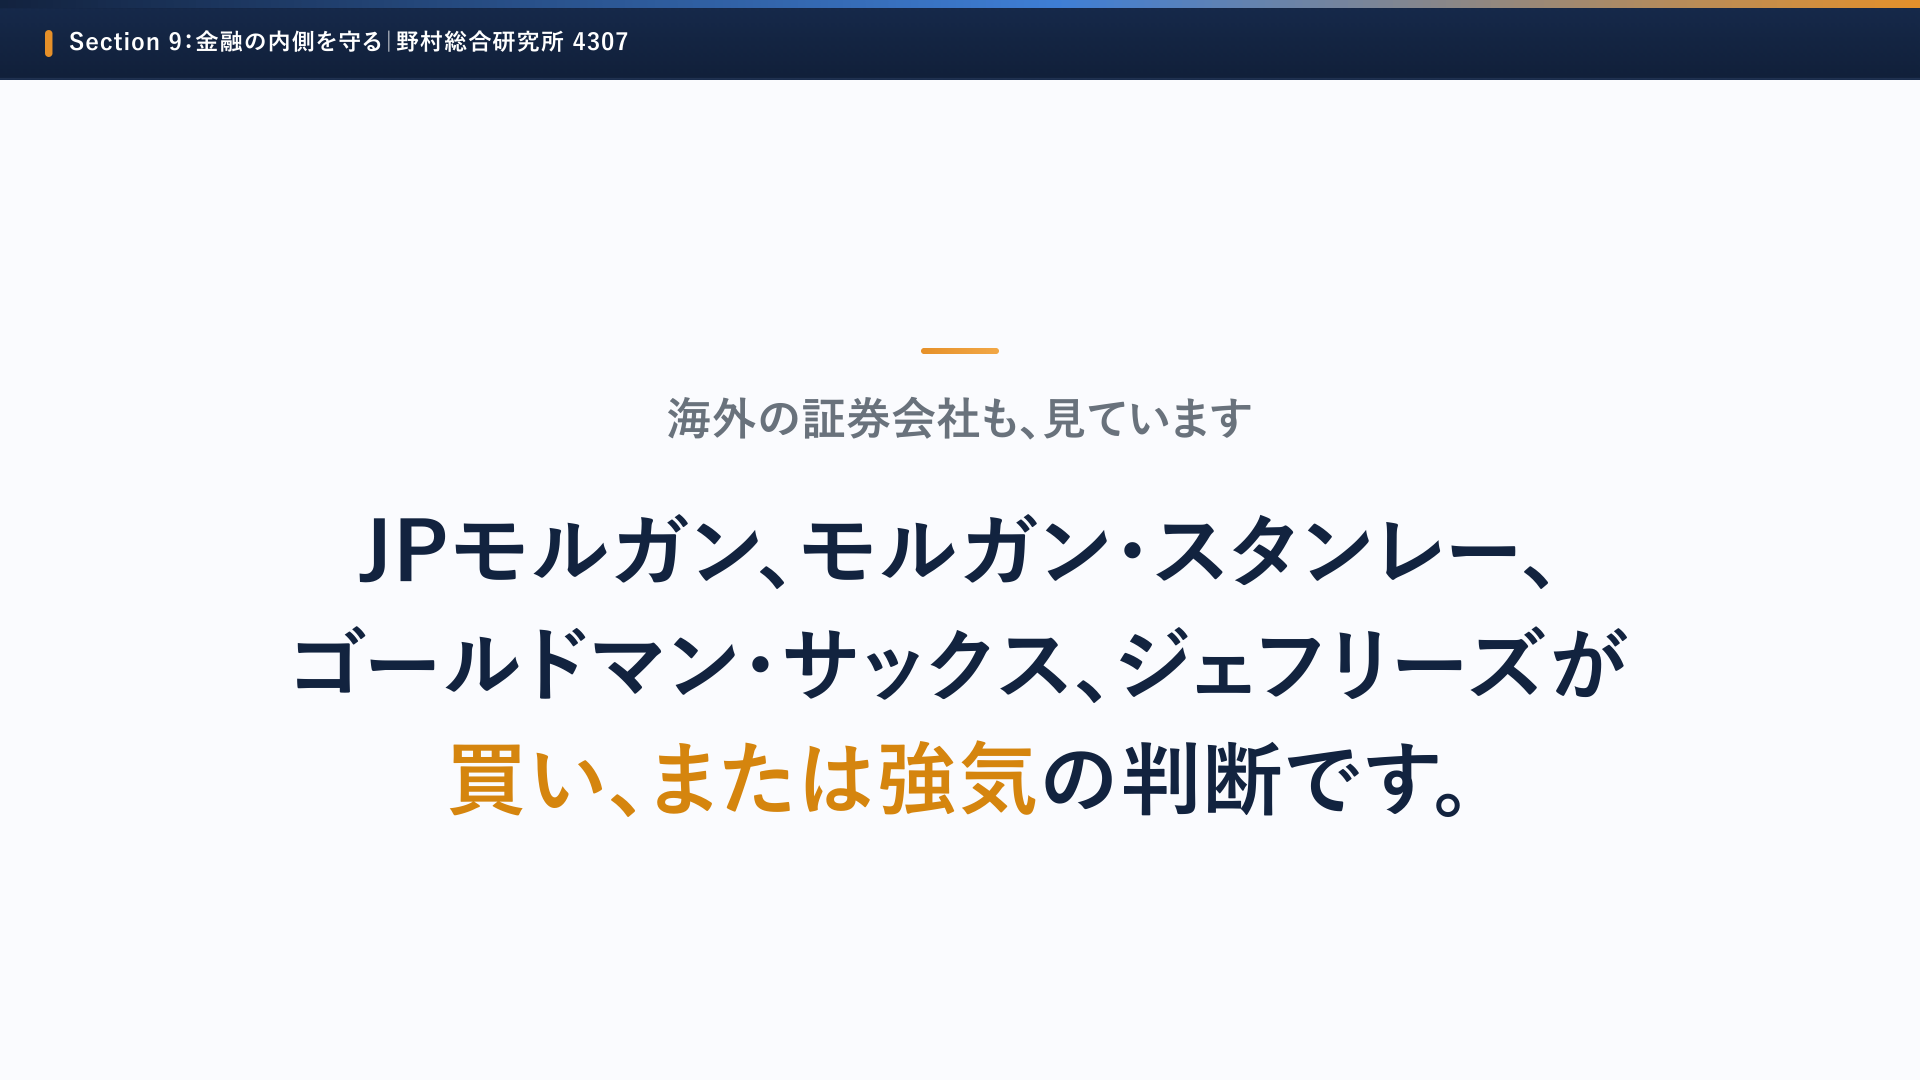 Section 9：金融の内側を守る｜野村総合研究所 4307
海外の証券会社も、見ています
JPモルガン、モルガン・スタンレー、
ゴールドマン・サックス、ジェフリーズが
買い、または強気の判断です。